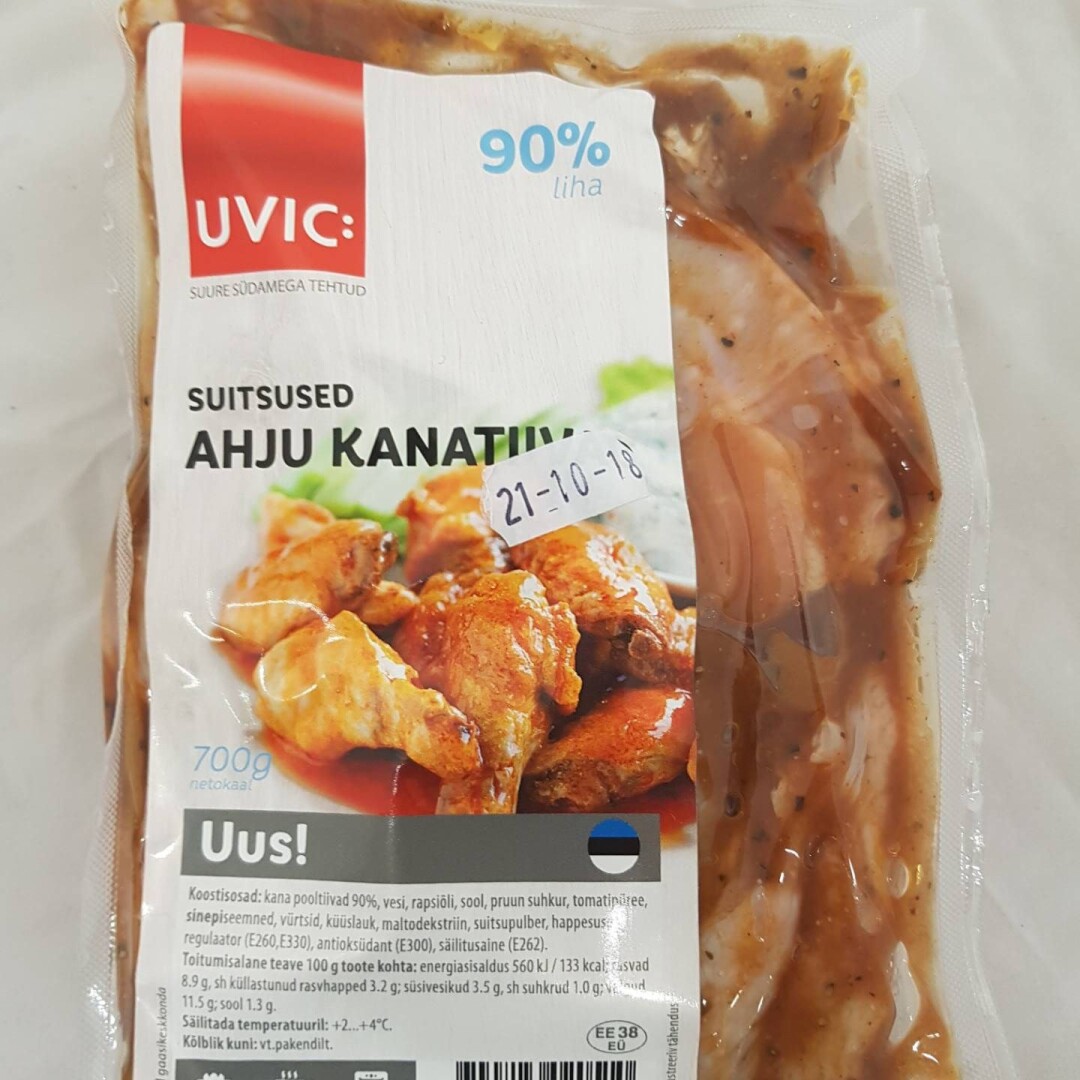 UVIC:
SUURE SÜDAMEGA TEHTUD
90%
liha
SUITSUSED
AHJU
21-10-18
700g
netokaal
Uus!
Koostisosad: kana pooltiivad 90%, vesi, rapsiõli, sool, pruun suhkur, tomatipüree,
sinepiseemned, vürtsid, küüslauk, maltodekstriin, suitsupulber, happesus
regulaator (E260,E330), antioksüdant (E300), säilitusaine (E262).
Toitumisalane teave 100 g toote kohta: energiasisaldus 560 kJ / 133 kcal; rasvad
8.9 g, sh küllastunud rasvhapped 3.2 g; süsivesikud 3.5 g, sh suhkrud 1.0 g;
11.5 g; sool 1.3 g.
Säilitada temperatuuril: +2...+4°C.
Kõlblik kuni: vt.pakendilt.
EE 38
EÜ
gaasikeskkonda
tähendus